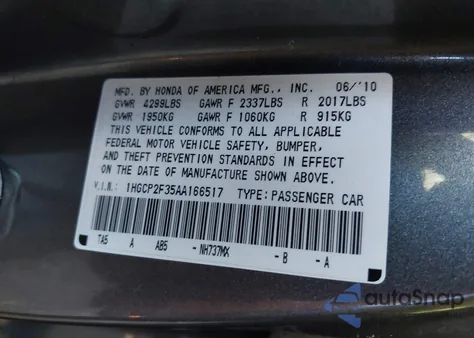 MFD. BY HONDA OF AMERICA MFG., INC. 06/'10
GVWR 4299LBS GAWR F 2337LBS R 2017LBS
GVWR 1950KG GAWR F 1060KG R 915KG
THIS VEHICLE CONFORMS TO ALL APPLICABLE
FEDERAL MOTOR VEHICLE SAFETY, BUMPER,
AND THEFT PREVENTION STANDARDS IN EFFECT
ON THE DATE OF MANUFACTURE SHOWN ABOVE.
V.I.N.: 1HGCP2F35AA166517 TYPE: PASSENGER CAR
TA5 A AB5 - NH737MX - B - A
autoSnap